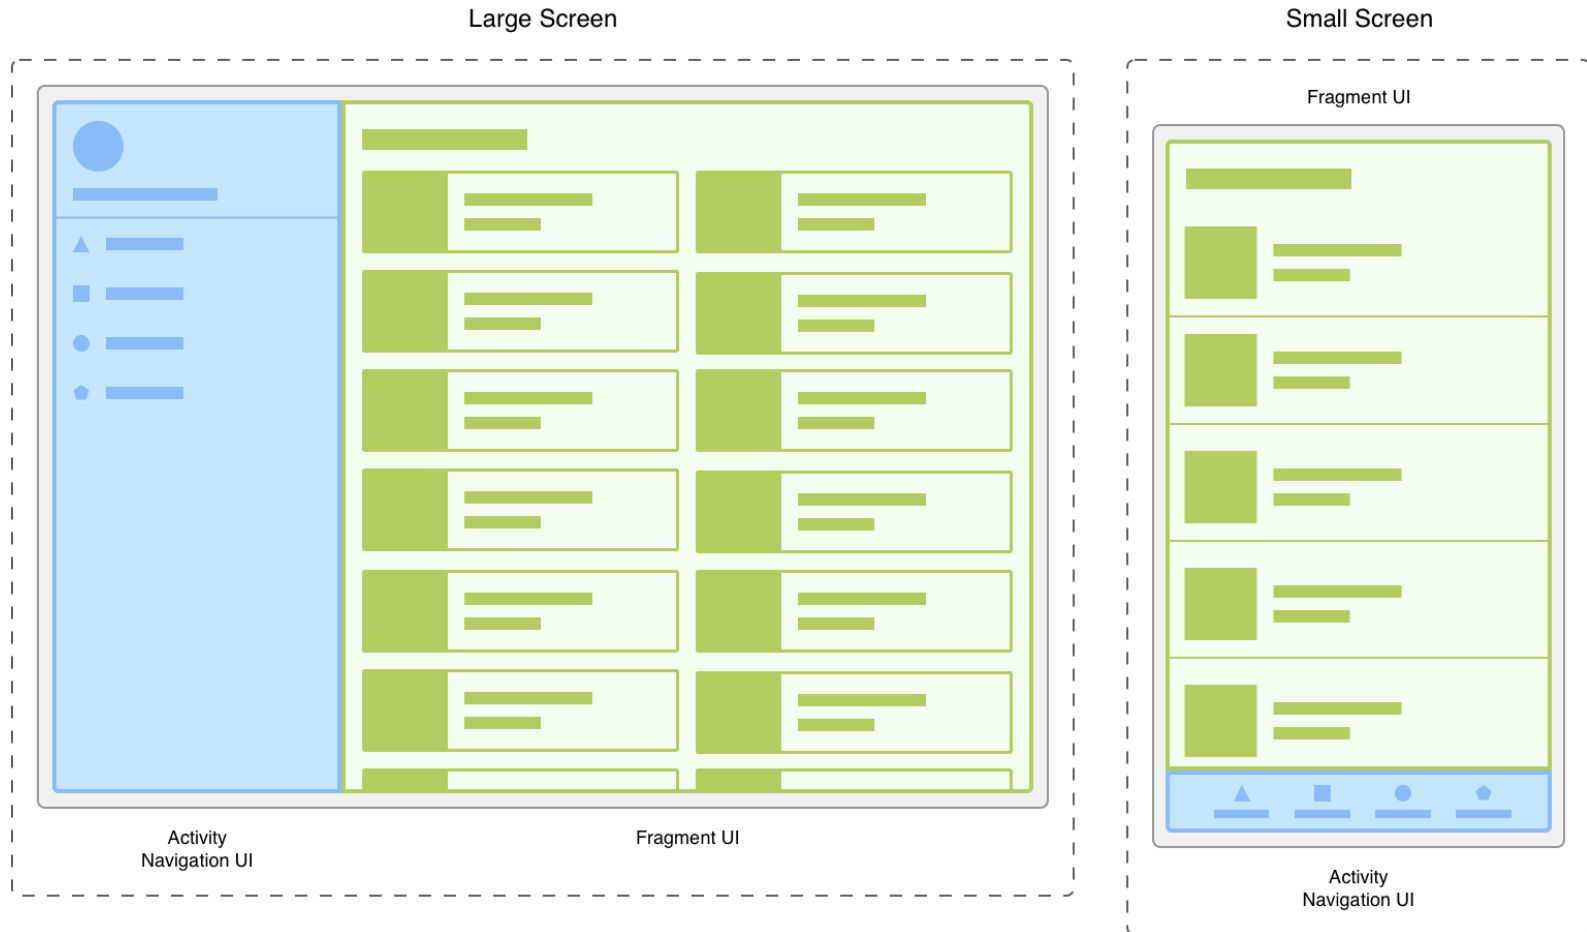 Large Screen
Activity
Navigation UI
Fragment UI
Small Screen
Fragment UI
Activity
Navigation UI